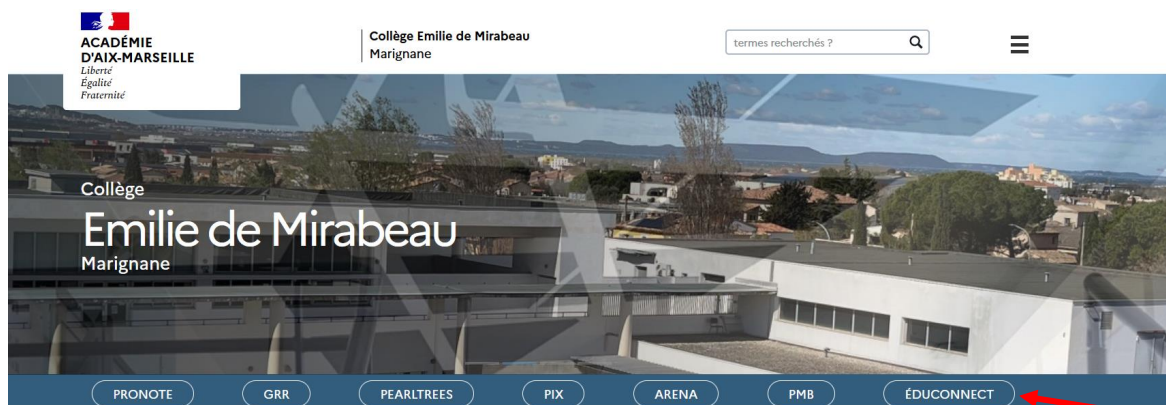 ACADÉMIE
D'AIX-MARSEILLE
Liberté
Égalité
Fraternité
Collège Emilie de Mirabeau
Marignane
termes recherchés ?
Collège
Emilie de Mirabeau
Marignane
PRONOTE GRR PEARLTREES PIX ARENA PMB ÉDUCONNECT